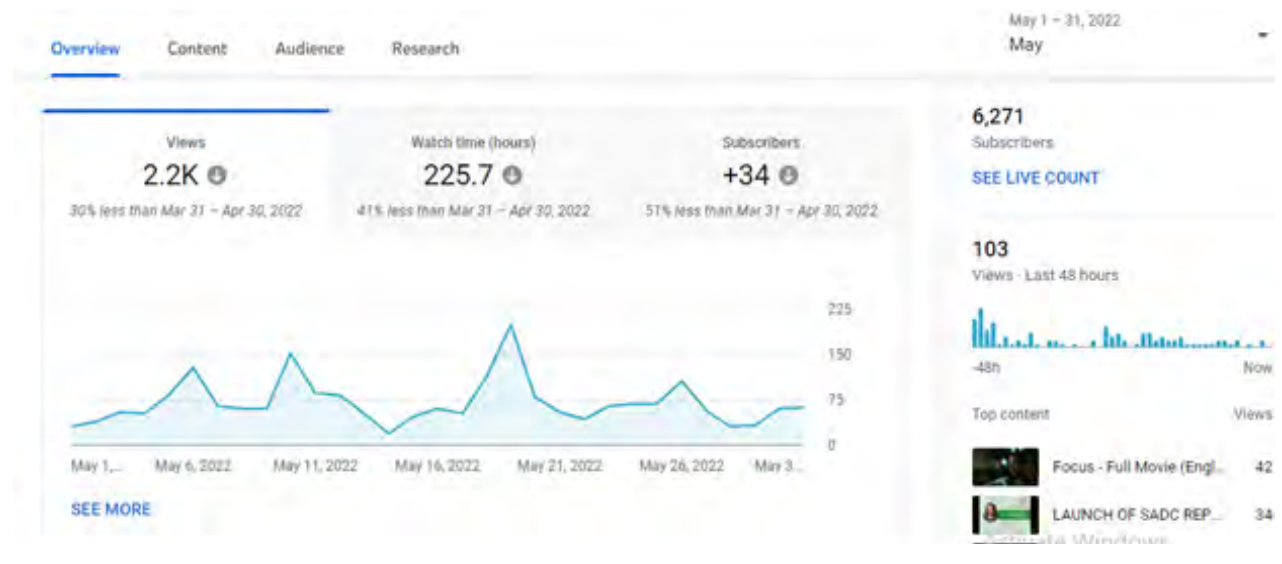 May 1 – 31, 2022
May
Overview Content Audience Research
Views
2.2K
30% less than Mar 31 – Apr 30, 2022
Watch time (hours)
225.7
41% less than Mar 31 – Apr 30, 2022
Subscribers
+34
51% less than Mar 31 – Apr 30, 2022
225
150
75
0
May 1,... May 6, 2022 May 11, 2022 May 16, 2022 May 21, 2022 May 26, 2022 May 3...
SEE MORE
6,271
Subscribers
SEE LIVE COUNT
103
Views · Last 48 hours
-48h Now
Top content Views
Focus - Full Movie (Engl... 42
LAUNCH OF SADC REP... 34
Activate Windows